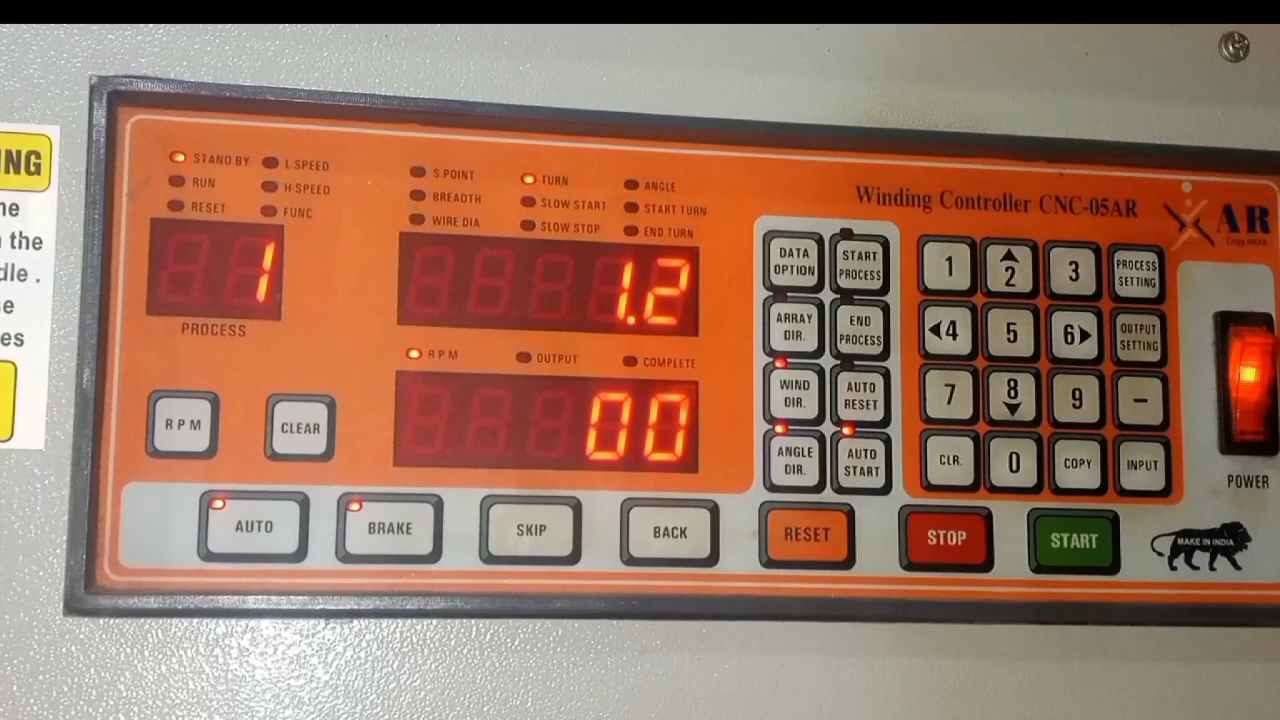 ING
he
the
dle .
se
es
STAND BY
L SPEED
RUN
H-SPEED
RESET
FUNC
1
PROCESS
S POINT
TURN
ANGLE
BREADTH
SLOW START
START TURN
WIRE DIA
SLOW STOP
END TURN
1.2
RPM
OUTPUT
COMPLETE
00
RPM
CLEAR
Winding Controller CNC-05AR
AR
Engg INDIA
DATA OPTION
START PROCESS
ARRAY DIR.
END PROCESS
WIND DIR.
AUTO RESET
ANGLE DIR.
AUTO START
1
2
3
PROCESS SETTING
4
5
6
OUTPUT SETTING
7
8
9
-
CLR.
0
COPY
INPUT
POWER
AUTO
BRAKE
SKIP
BACK
RESET
STOP
START
MAKE IN INDIA